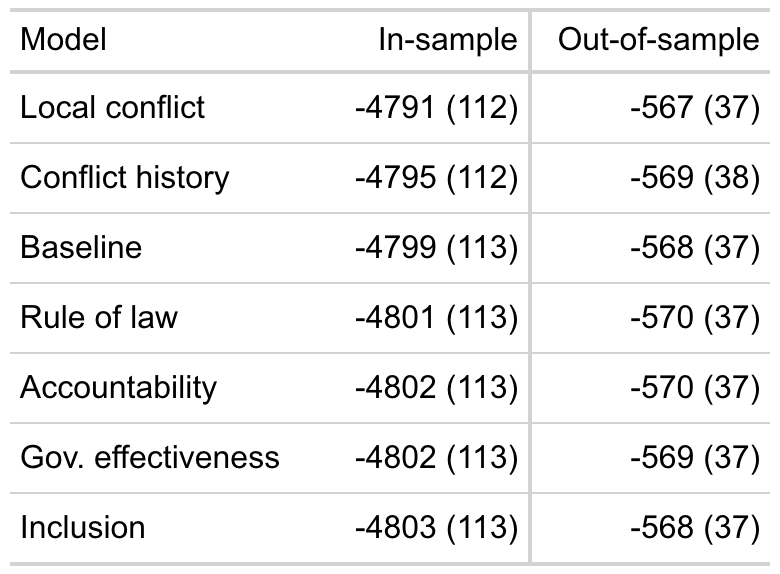 Model In-sample Out-of-sample
Local conflict -4791 (112) -567 (37)
Conflict history -4795 (112) -569 (38)
Baseline -4799 (113) -568 (37)
Rule of law -4801 (113) -570 (37)
Accountability -4802 (113) -570 (37)
Gov. effectiveness -4802 (113) -569 (37)
Inclusion -4803 (113) -568 (37)